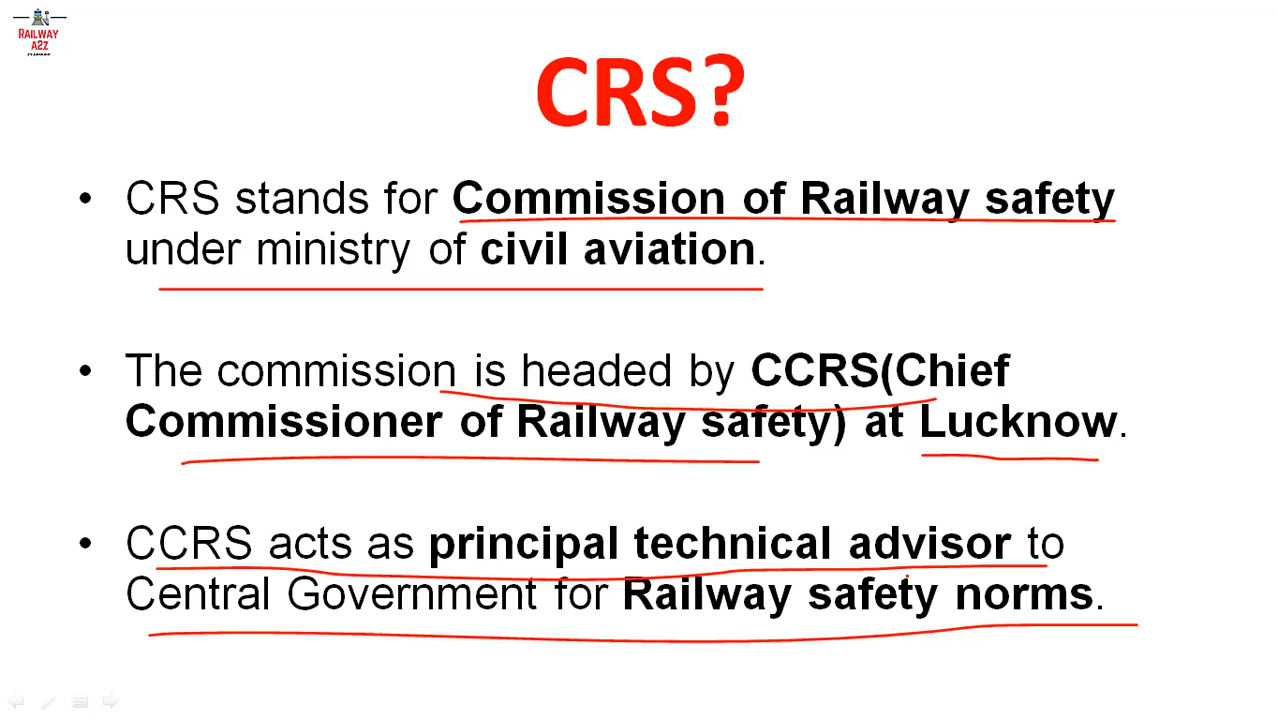 RAILWAY
A2Z
CRS?
• CRS stands for Commission of Railway safety
under ministry of civil aviation.
• The commission is headed by CCRS(Chief
Commissioner of Railway safety) at Lucknow.
• CCRS acts as principal technical advisor to
Central Government for Railway safety norms.